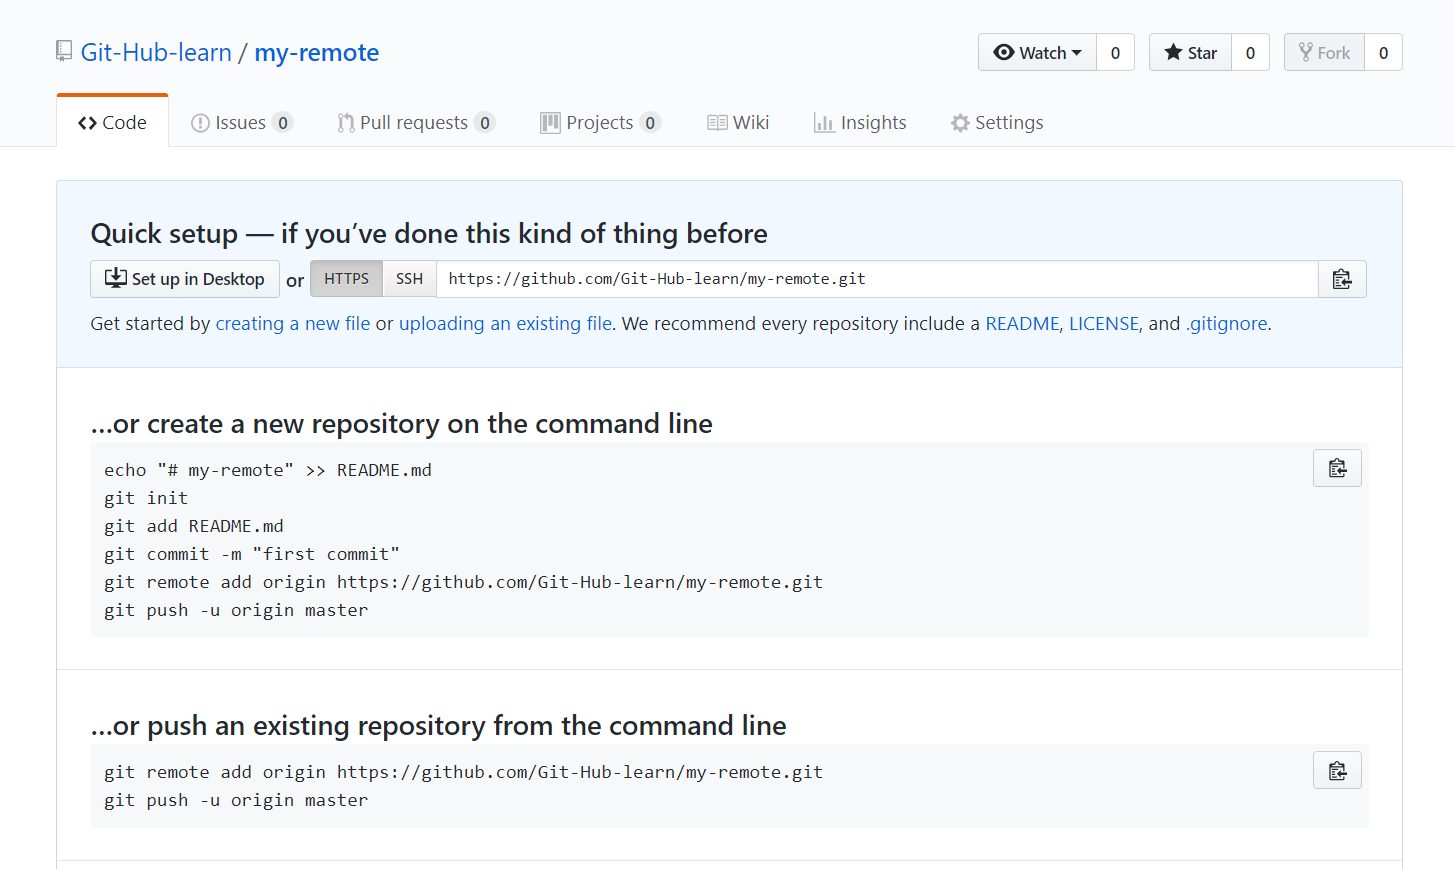 Git-Hub-learn / my-remote
Watch 0 Star 0 Fork 0
Code Issues 0 Pull requests 0 Projects 0 Wiki Insights Settings
Quick setup — if you’ve done this kind of thing before
Set up in Desktop or HTTPS SSH https://github.com/Git-Hub-learn/my-remote.git
Get started by creating a new file or uploading an existing file. We recommend every repository include a README, LICENSE, and .gitignore.
…or create a new repository on the command line
echo "# my-remote" >> README.md
git init
git add README.md
git commit -m "first commit"
git remote add origin https://github.com/Git-Hub-learn/my-remote.git
git push -u origin master
…or push an existing repository from the command line
git remote add origin https://github.com/Git-Hub-learn/my-remote.git
git push -u origin master